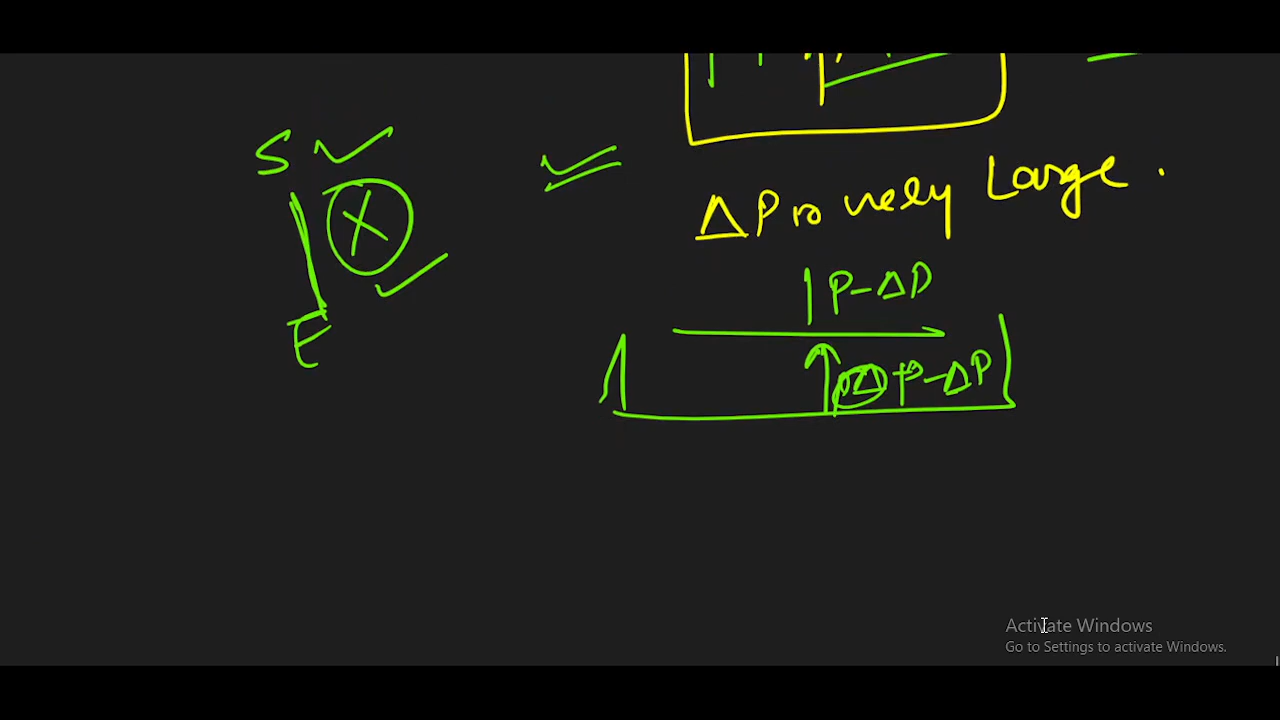 S
X
E
ΔP is very Large.
P-ΔP
P-ΔP
Activate Windows
Go to Settings to activate Windows.